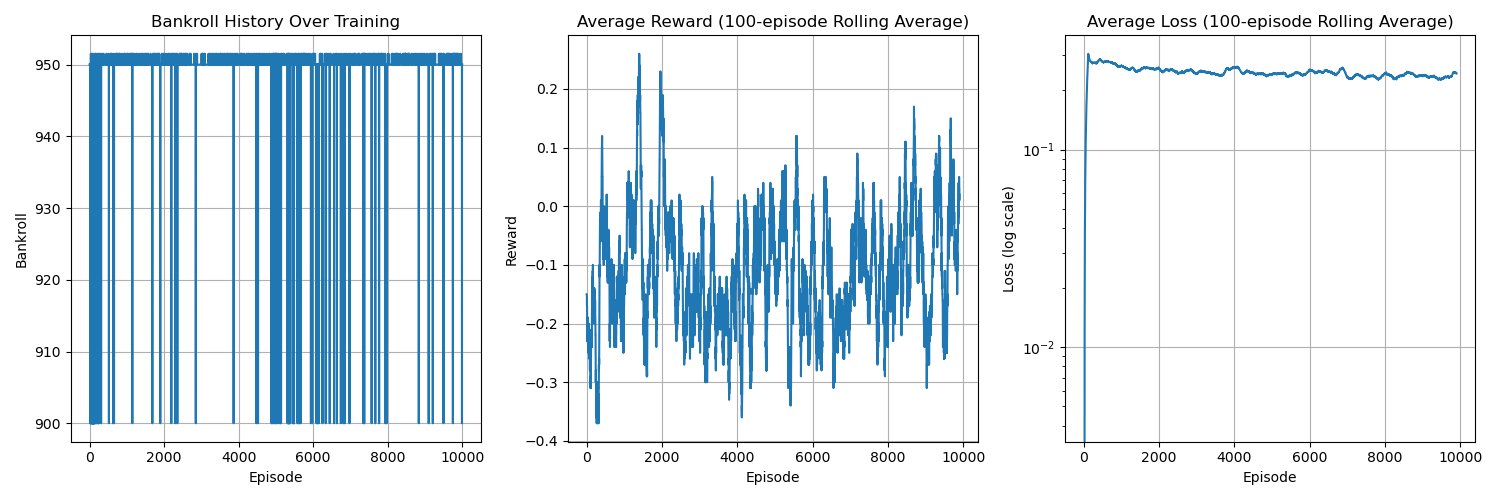 Bankroll History Over Training
Bankroll
950
940
930
920
910
900
0 2000 4000 6000 8000 10000
Episode
Average Reward (100-episode Rolling Average)
Reward
0.2
0.1
0.0
−0.1
−0.2
−0.3
−0.4
0 2000 4000 6000 8000 10000
Episode
Average Loss (100-episode Rolling Average)
Loss (log scale)
10⁻¹
10⁻²
0 2000 4000 6000 8000 10000
Episode